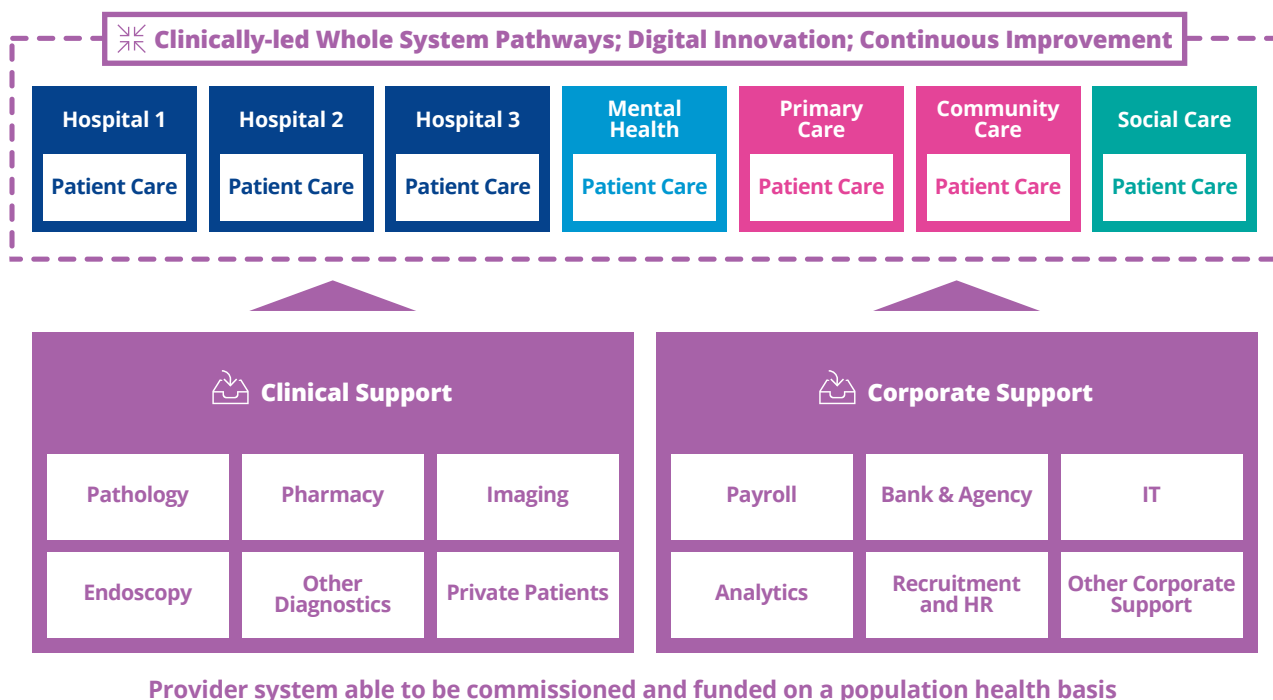 Clinically-led Whole System Pathways; Digital Innovation; Continuous Improvement
Hospital 1
Patient Care
Hospital 2
Patient Care
Hospital 3
Patient Care
Mental
Health
Patient Care
Primary
Care
Patient Care
Community
Care
Patient Care
Social Care
Patient Care
Clinical Support
Pathology
Pharmacy
Imaging
Endoscopy
Other
Diagnostics
Private Patients
Corporate Support
Payroll
Bank & Agency
IT
Analytics
Recruitment
and HR
Other Corporate
Support
Provider system able to be commissioned and funded on a population health basis